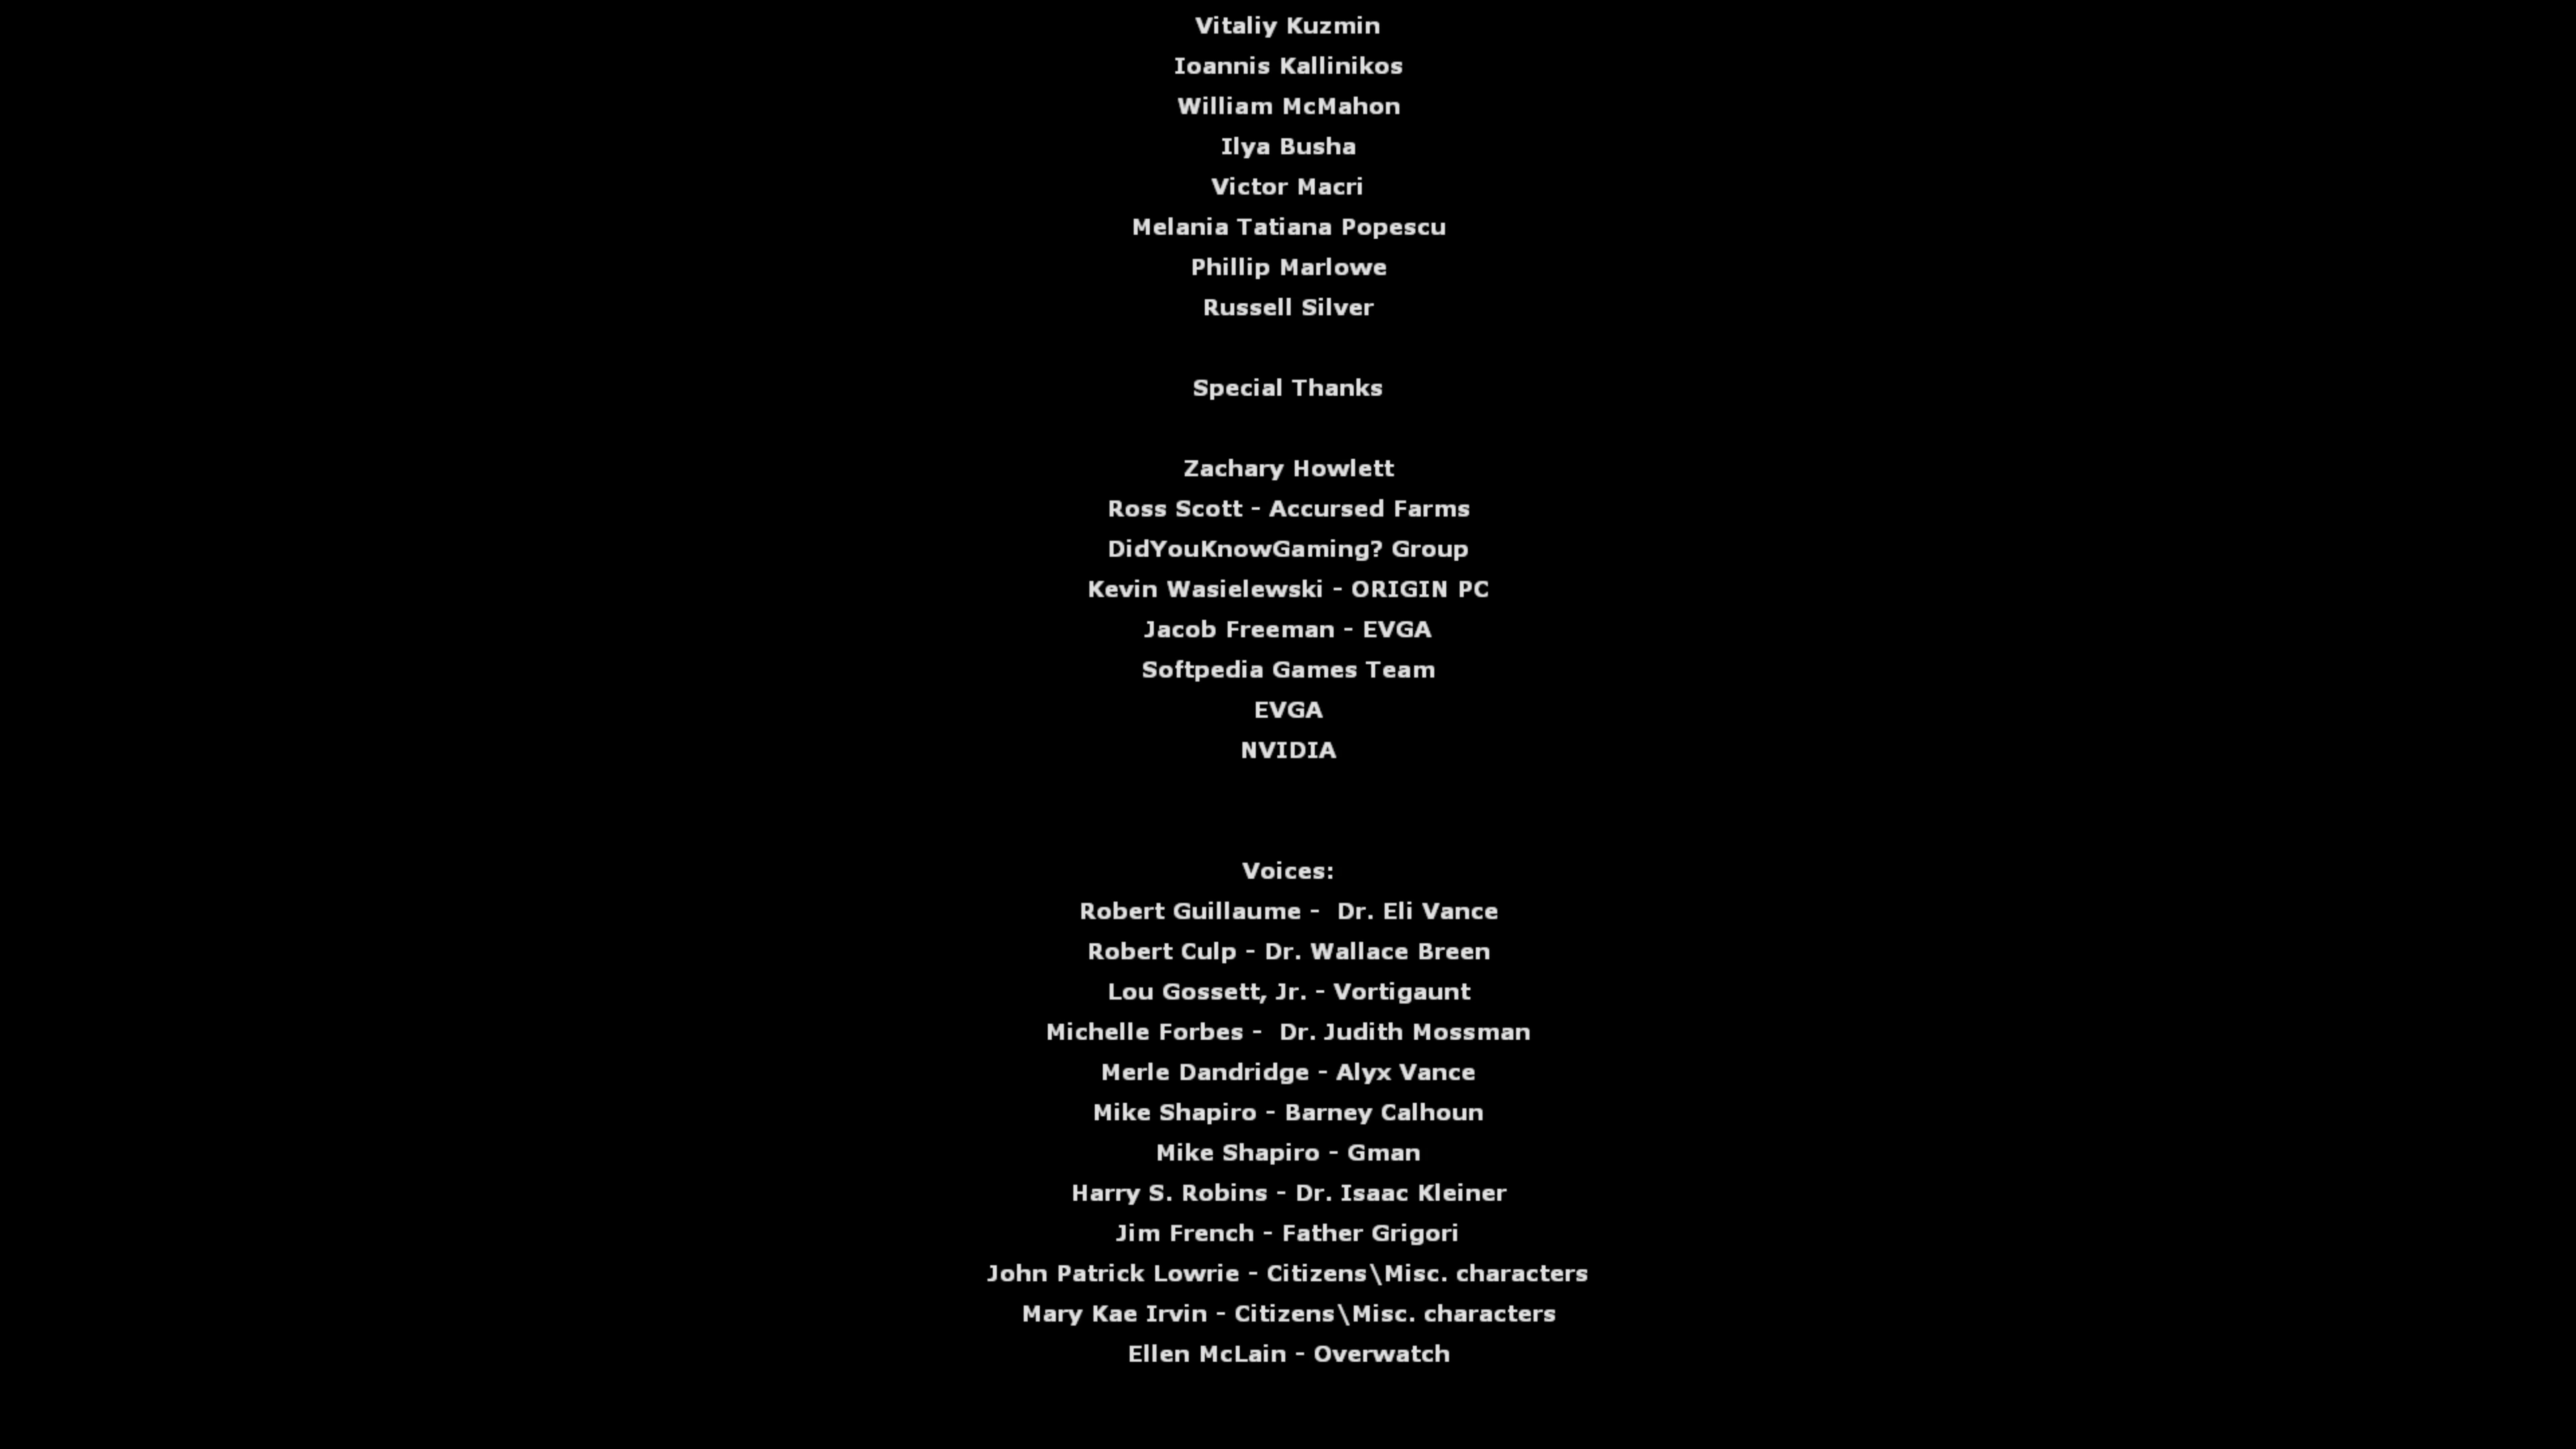 Vitaliy Kuzmin
Ioannis Kallinikos
William McMahon
Ilya Busha
Victor Macri
Melania Tatiana Popescu
Phillip Marlowe
Russell Silver
Special Thanks
Zachary Howlett
Ross Scott - Accursed Farms
DidYouKnowGaming? Group
Kevin Wasielewski - ORIGIN PC
Jacob Freeman - EVGA
Softpedia Games Team
EVGA
NVIDIA
Voices:
Robert Guillaume -  Dr. Eli Vance
Robert Culp - Dr. Wallace Breen
Lou Gossett, Jr. - Vortigaunt
Michelle Forbes -  Dr. Judith Mossman
Merle Dandridge - Alyx Vance
Mike Shapiro - Barney Calhoun
Mike Shapiro - Gman
Harry S. Robins - Dr. Isaac Kleiner
Jim French - Father Grigori
John Patrick Lowrie - Citizens\Misc. characters
Mary Kae Irvin - Citizens\Misc. characters
Ellen McLain - Overwatch